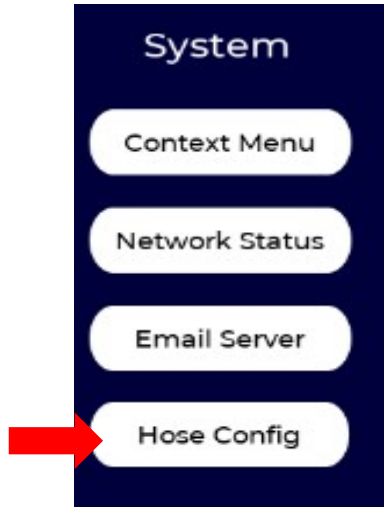 System
Context Menu
Network Status
Email Server
Hose Config